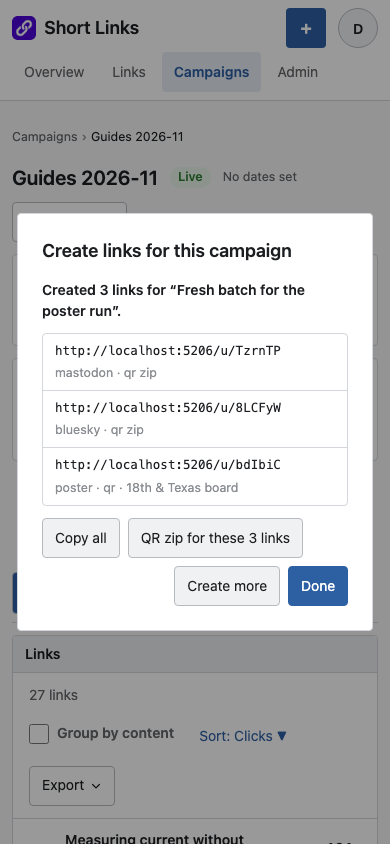 Short Links
+
D
Overview
Links
Campaigns
Admin
Campaigns › Guides 2026-11
Guides 2026-11
Live
No dates set
Create links for this campaign
Created 3 links for “Fresh batch for the
poster run”.
http://localhost:5206/u/TzrnTP
mastodon · qr zip
http://localhost:5206/u/8LCFyW
bluesky · qr zip
http://localhost:5206/u/bdIbiC
poster · qr · 18th & Texas board
Copy all
QR zip for these 3 links
Create more
Done
Links
27 links
Group by content
Sort: Clicks ▼
Export
Measuring current without